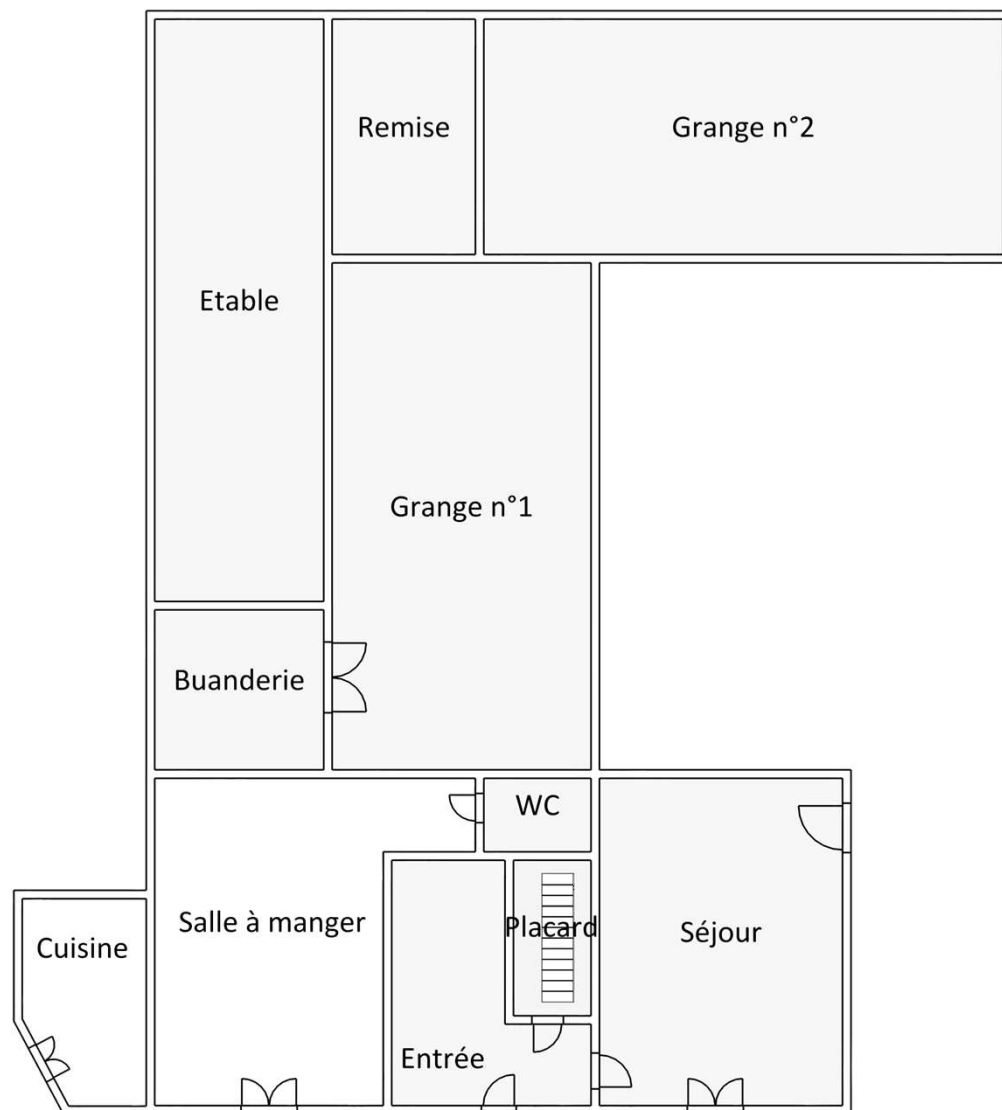 Remise
Grange n°2
Etable
Grange n°1
Buanderie
WC
Salle à manger
Placard
Séjour
Cuisine
Entrée